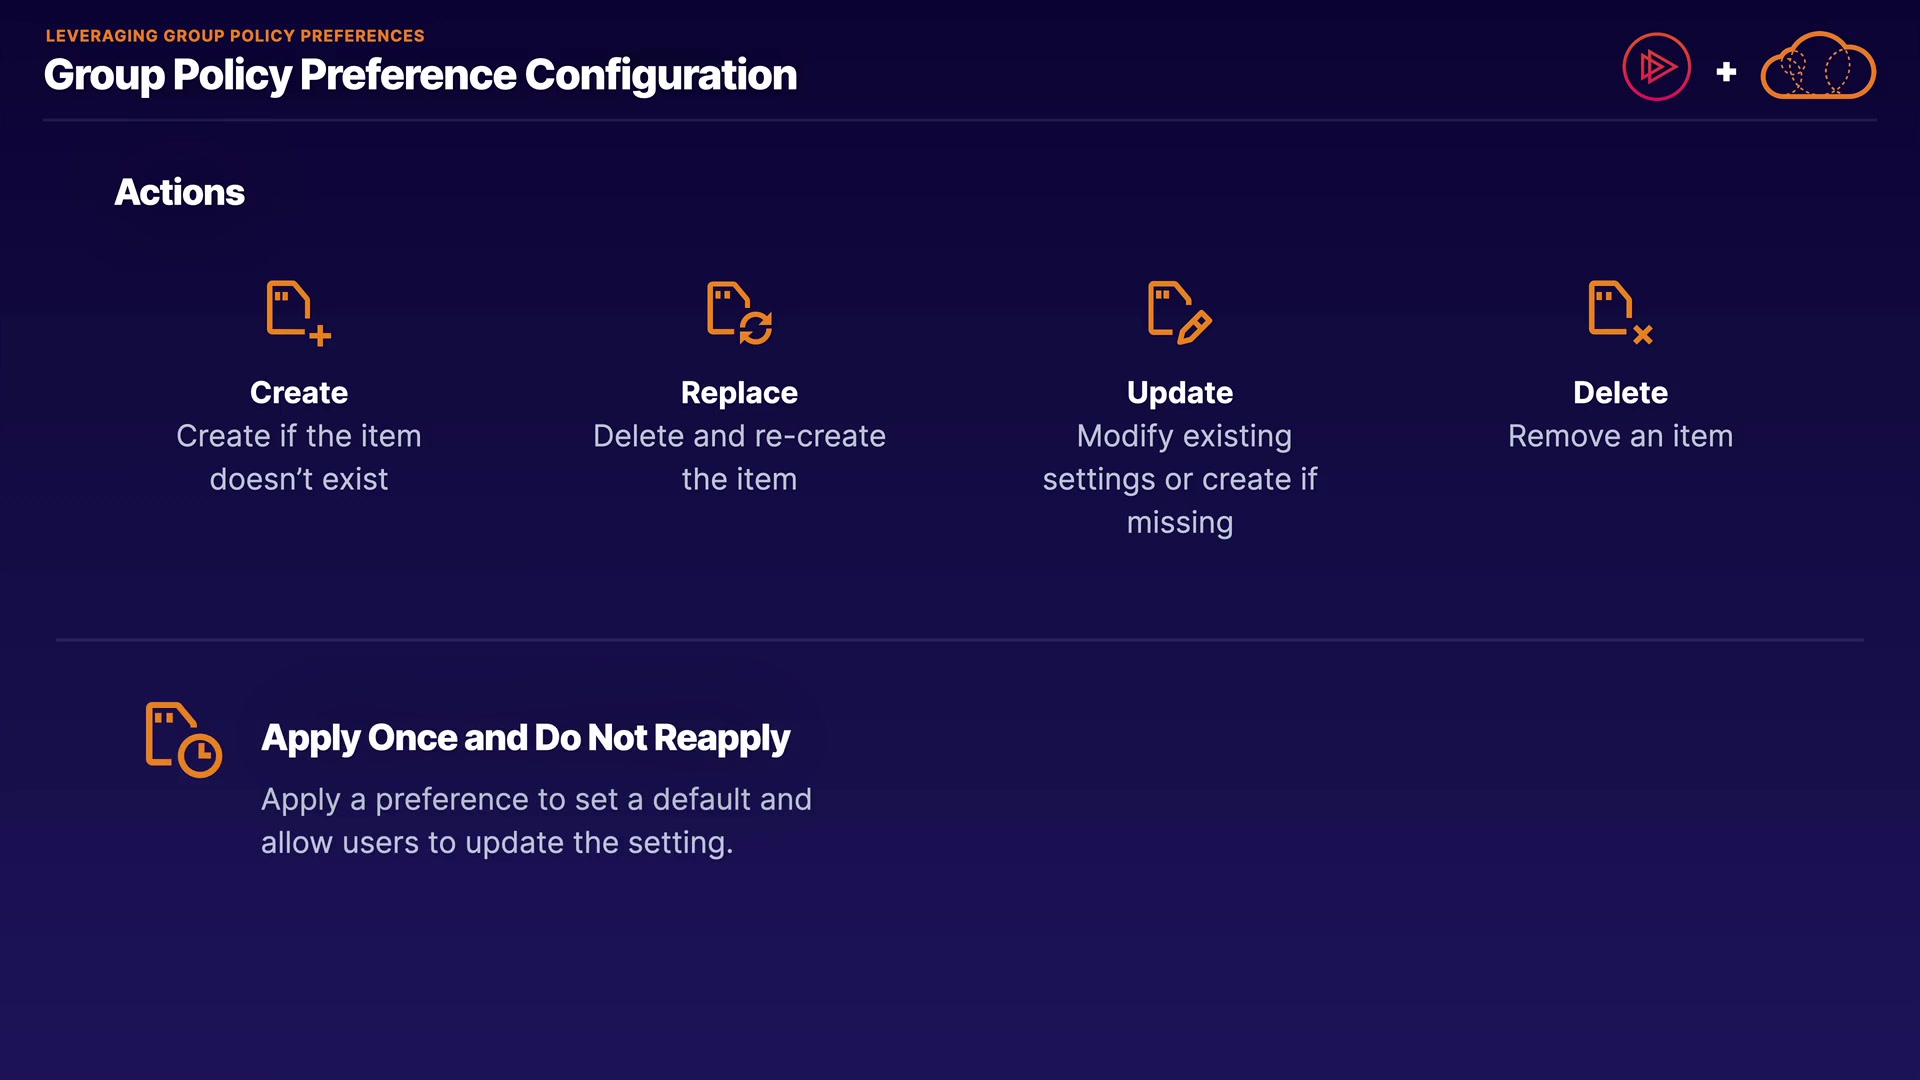 LEVERAGING GROUP POLICY PREFERENCES
Group Policy Preference Configuration
Actions
Create
Create if the item
doesn’t exist
Replace
Delete and re-create
the item
Update
Modify existing
settings or create if
missing
Delete
Remove an item
Apply Once and Do Not Reapply
Apply a preference to set a default and
allow users to update the setting.